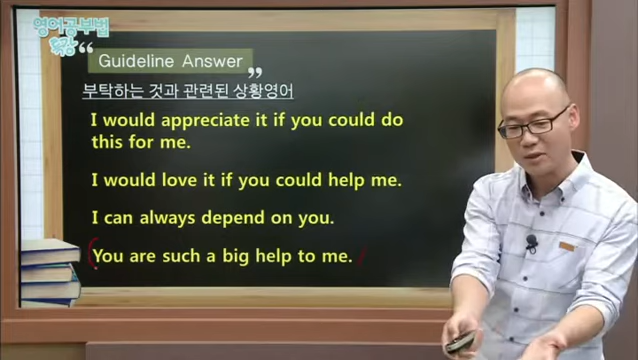 영어공부법
특강
Guideline Answer
부탁하는 것과 관련된 상황영어
I would appreciate it if you could do
this for me.
I would love it if you could help me.
I can always depend on you.
You are such a big help to me.